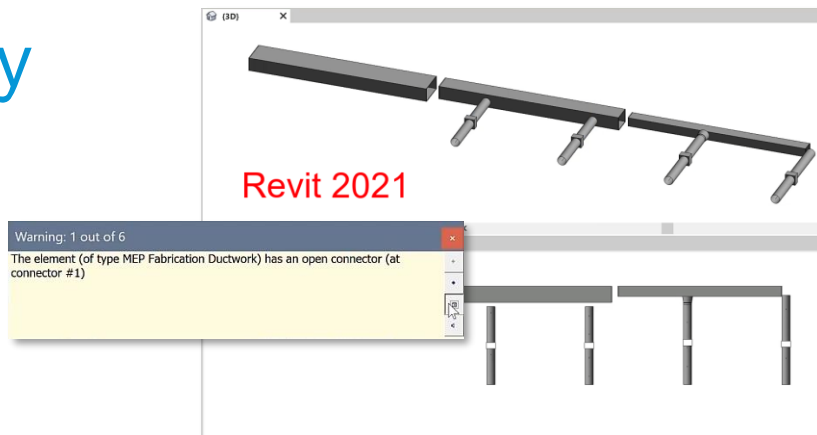 (3D)
y
Revit 2021
Warning: 1 out of 6
The element (of type MEP Fabrication Ductwork) has an open connector (at
connector #1)